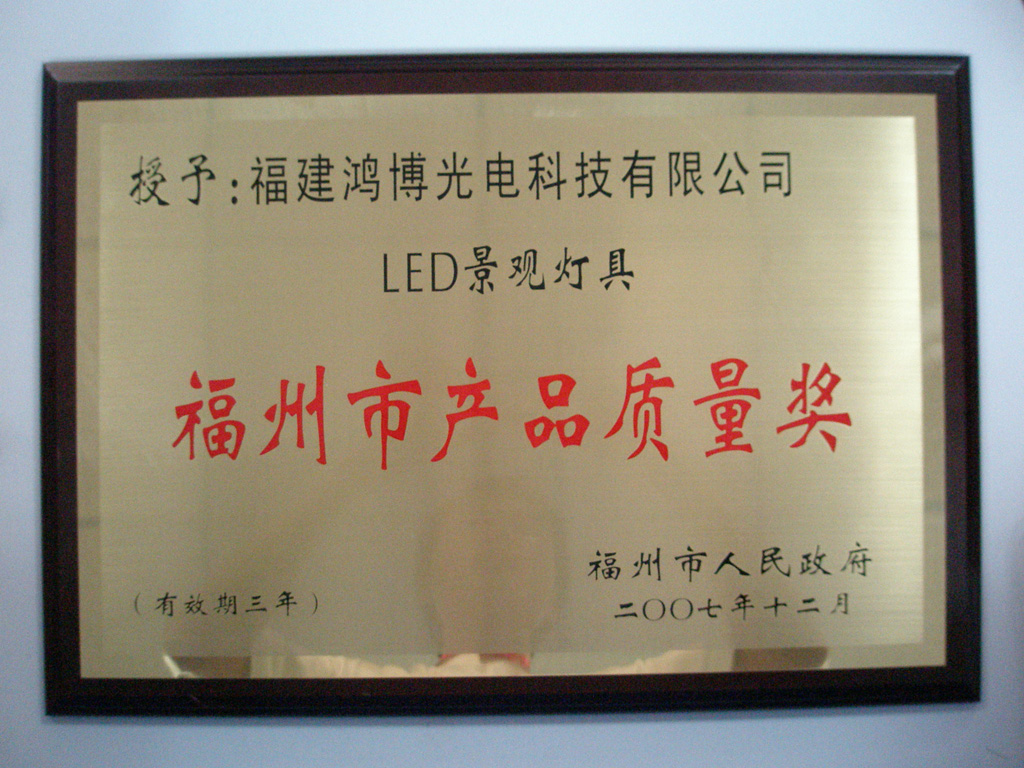 授予:福建鸿博光电科技有限公司
LED景观灯具
福州市产品质量奖
福州市人民政府
(有效期三年)
二〇〇七年十二月